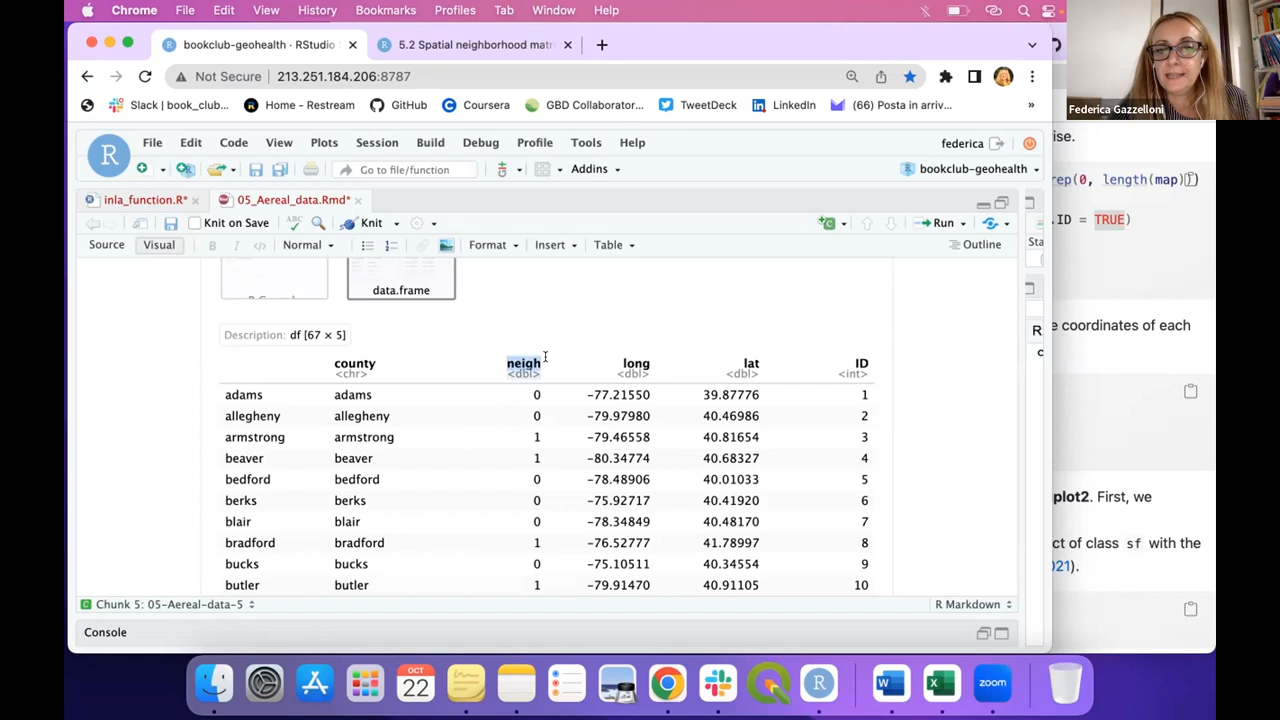 Chrome File Edit View History Bookmarks Profiles Tab Window Help
bookclub-geohealth · RStudio
5.2 Spatial neighborhood matri
Not Secure 213.251.184.206:8787
Federica Gazzelloni
Slack | book_club... Home - Restream GitHub Coursera GBD Collaborator... TweetDeck LinkedIn (66) Posta in arriv... »
R File Edit Code View Plots Session Build Debug Profile Tools Help federica
Go to file/function Addins bookclub-geohealth
inla_function.R* 05_Aereal_data.Rmd*
Knit on Save ABC Knit Run
Source Visual B I Normal Format Insert Table Outline
data.frame
Description: df [67 × 5]
county neigh long lat ID
<chr> <dbl> <dbl> <dbl> <int>
adams adams 0 -77.21550 39.87776 1
allegheny allegheny 0 -79.97980 40.46986 2
armstrong armstrong 1 -79.46558 40.81654 3
beaver beaver 1 -80.34774 40.68327 4
bedford bedford 0 -78.48906 40.01033 5
berks berks 0 -75.92717 40.41920 6
blair blair 0 -78.34849 40.48170 7
bradford bradford 1 -76.52777 41.78997 8
bucks bucks 0 -75.10511 40.34554 9
butler butler 1 -79.91470 40.91105 10
Chunk 5: 05-Aereal-data-5 R Markdown
Console
ise.
rep(0, length(map))
.ID = TRUE)
Sta
e coordinates of each
R
plot2. First, we
ct of class sf with the
021).
OCT
22
W X zoom